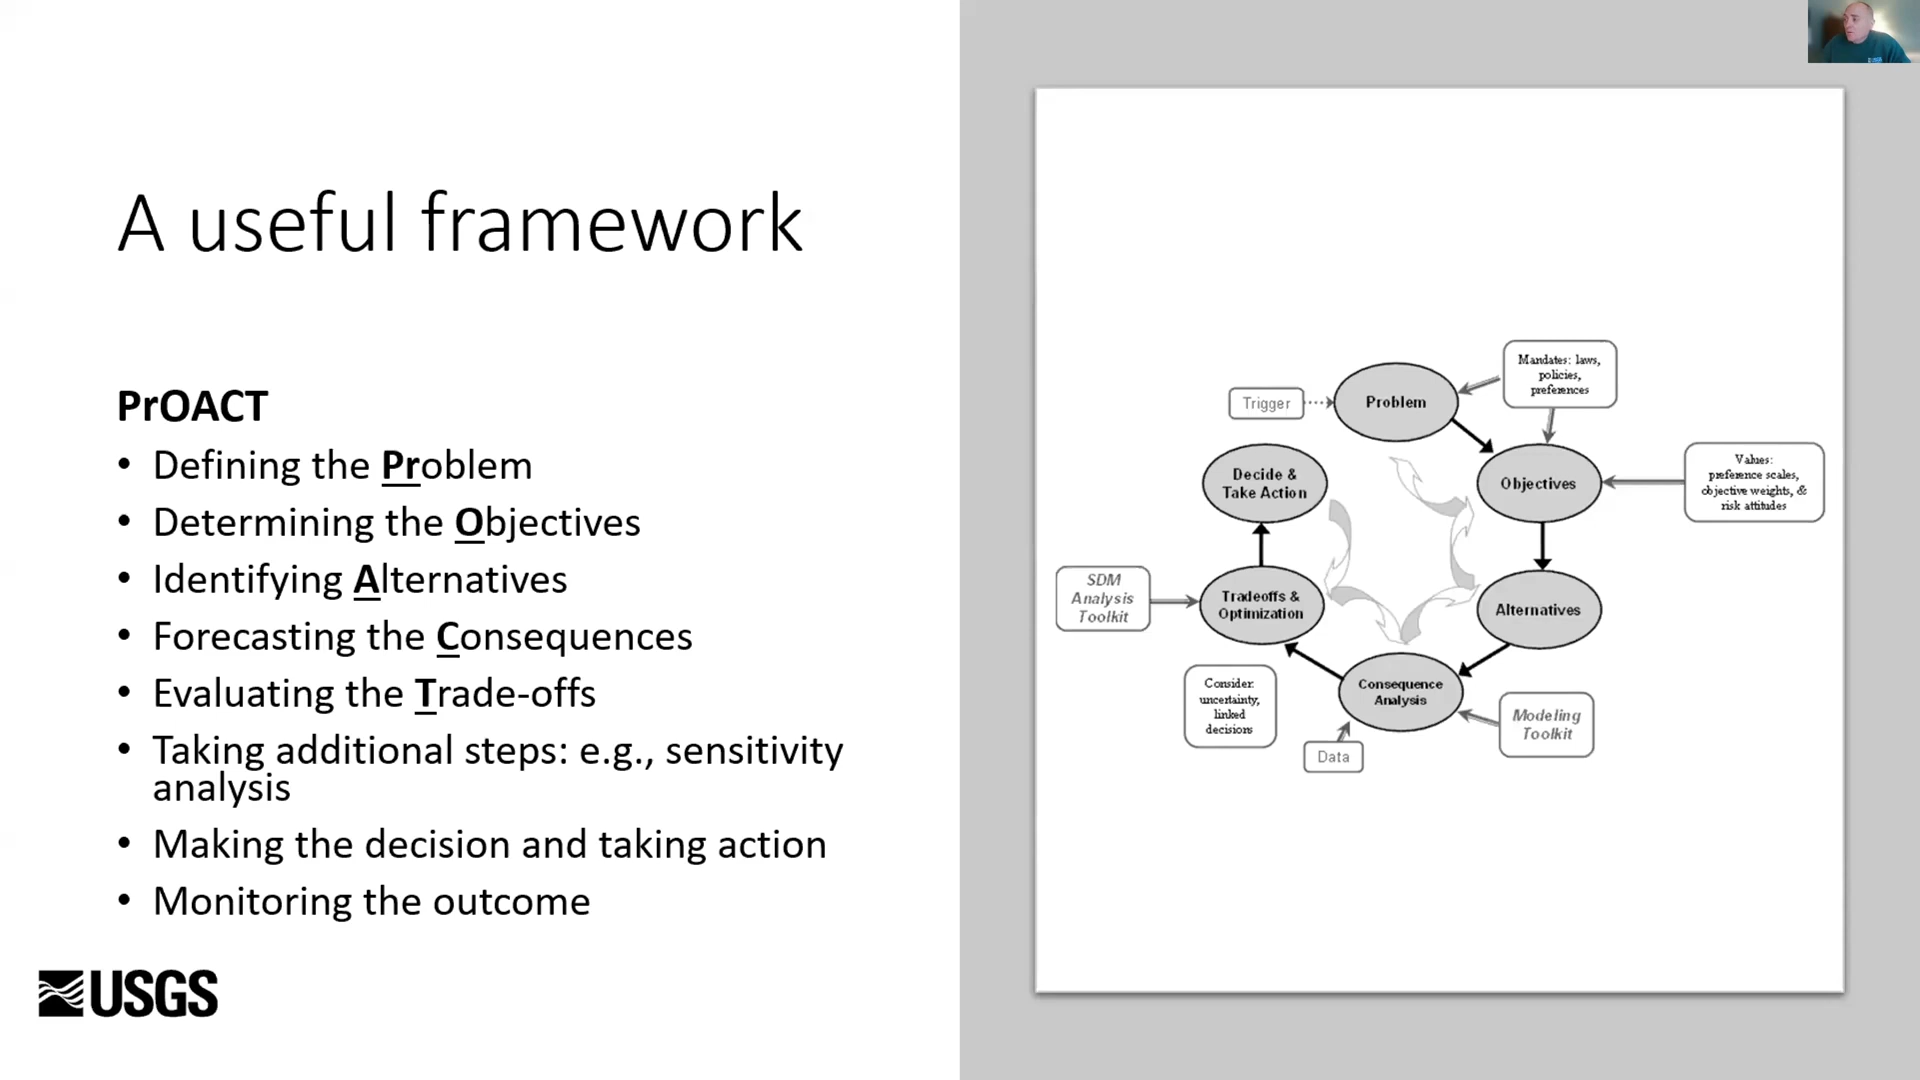 A useful framework
PrOACT
• Defining the Problem
• Determining the Objectives
• Identifying Alternatives
• Forecasting the Consequences
• Evaluating the Trade-offs
• Taking additional steps: e.g., sensitivity
analysis
• Making the decision and taking action
• Monitoring the outcome
USGS
Trigger
Problem
Mandates: laws,
policies,
preferences
Decide &
Take Action
Objectives
Values:
preference scales,
objective weights, &
risk attitudes
SDM
Analysis
Toolkit
Tradeoffs &
Optimization
Alternatives
Consider:
uncertainty,
linked
decisions
Consequence
Analysis
Data
Modeling
Toolkit
USGS